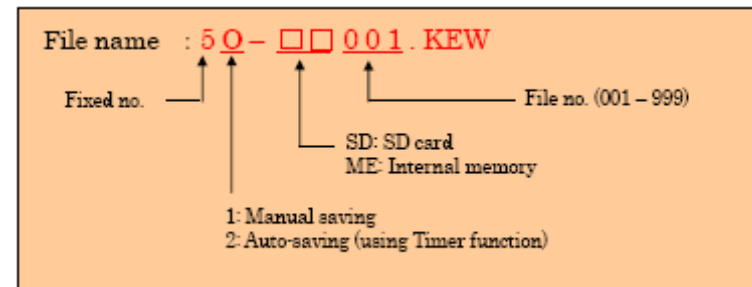 File name : 5 O – □□ 001 . KEW
Fixed no.
File no. (001 – 999)
SD: SD card
ME: Internal memory
1: Manual saving
2: Auto-saving (using Timer function)